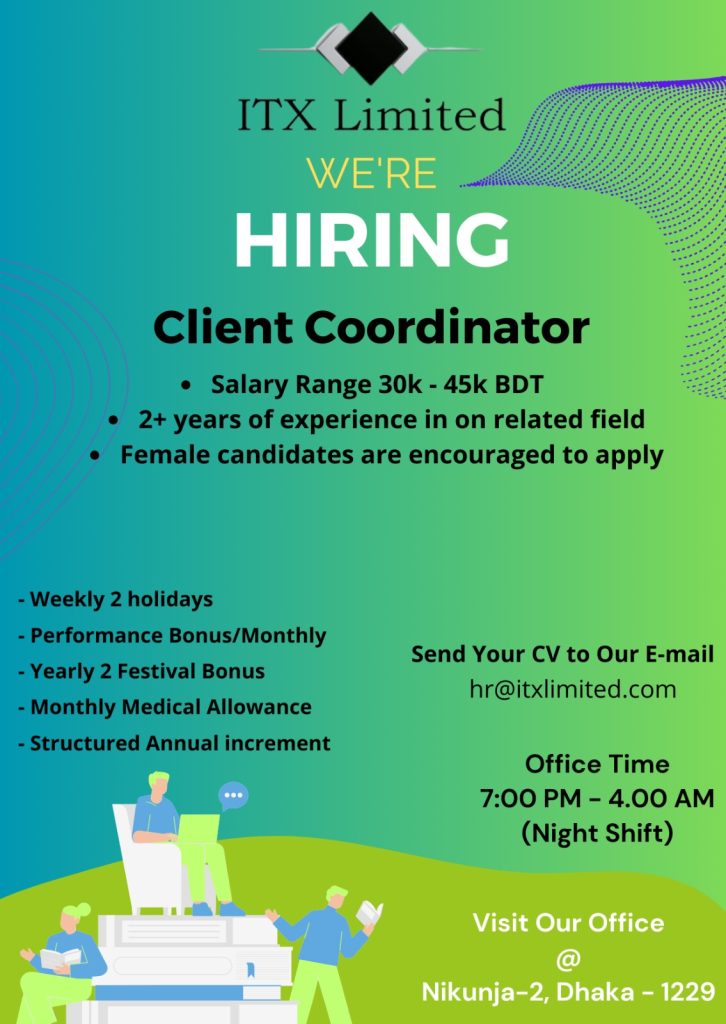 ITX Limited
WE'RE
HIRING
Client Coordinator
• Salary Range 30k - 45k BDT
• 2+ years of experience in on related field
• Female candidates are encouraged to apply
- Weekly 2 holidays
- Performance Bonus/Monthly
- Yearly 2 Festival Bonus
- Monthly Medical Allowance
- Structured Annual increment
Send Your CV to Our E-mail
hr@itxlimited.com
Office Time
7:00 PM - 4.00 AM
(Night Shift)
Visit Our Office
@
Nikunja-2, Dhaka - 1229